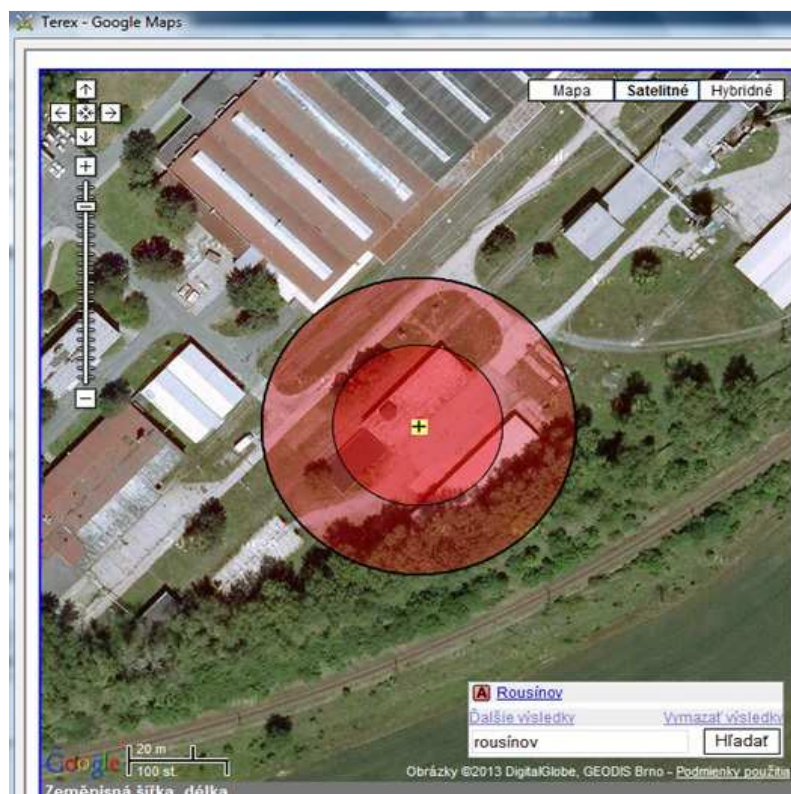 Terex - Google Maps
Mapa
Satelitné
Hybridné
A Rousínov
Ďalšie výsledky
Vymazať výsledky
rousínov
Hľadať
Google
20 m
100 st.
Obrázky ©2013 DigitalGlobe, GEODIS Brno - Podmienky použitia
Zeměpisná šířka, délka